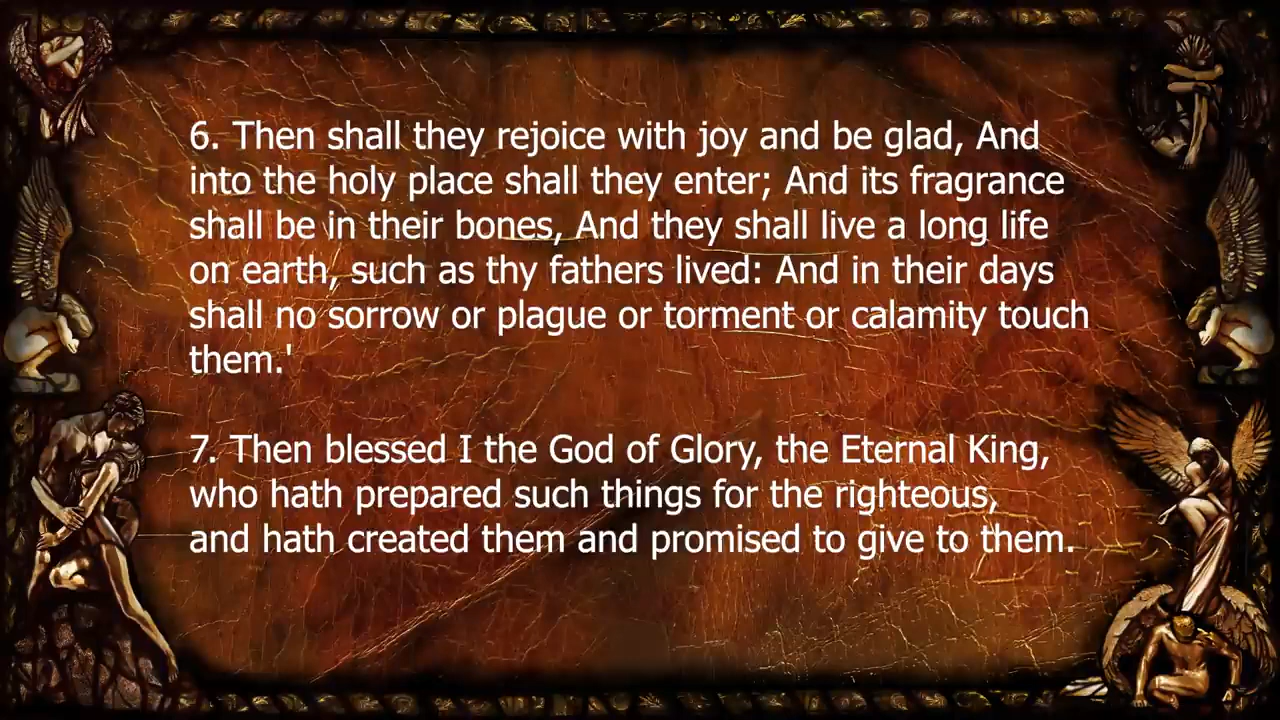 6. Then shall they rejoice with joy and be glad, And
into the holy place shall they enter; And its fragrance
shall be in their bones, And they shall live a long life
on earth, such as thy fathers lived: And in their days
shall no sorrow or plague or torment or calamity touch
them.'
7. Then blessed I the God of Glory, the Eternal King,
who hath prepared such things for the righteous,
and hath created them and promised to give to them.